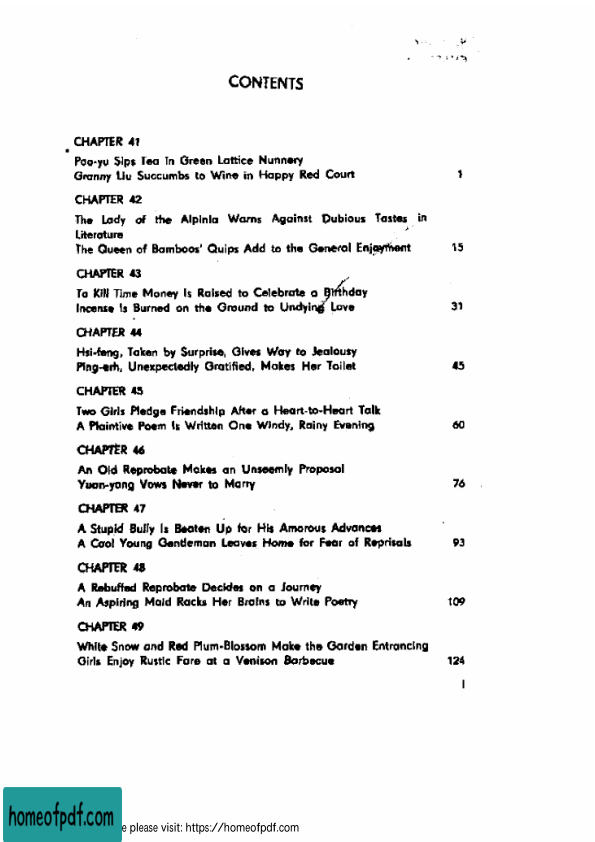 CONTENTS
CHAPTER 41
Pao-yu Sips Tea in Green Lattice Nunnery
Granny Liu Succumbs to Wine in Happy Red Court 1
CHAPTER 42
The Lady of the Alpinia Warns Against Dubious Tastes in
Literature
The Queen of Bamboos' Quips Add to the General Enjoyment 15
CHAPTER 43
To Kill Time Money Is Raised to Celebrate a Birthday
Incense Is Burned on the Ground to Undying Love 31
CHAPTER 44
Hsi-feng, Taken by Surprise, Gives Way to Jealousy
Ping-erh, Unexpectedly Gratified, Makes Her Toilet 45
CHAPTER 45
Two Girls Pledge Friendship After a Heart-to-Heart Talk
A Plaintive Poem Is Written One Windy, Rainy Evening 60
CHAPTER 46
An Old Reprobate Makes an Unseemly Proposal
Yuan-yang Vows Never to Marry 76
CHAPTER 47
A Stupid Bully Is Beaten Up for His Amorous Advances
A Cool Young Gentleman Leaves Home for Fear of Reprisals 93
CHAPTER 48
A Rebuffed Reprobate Decides on a Journey
An Aspiring Maid Racks Her Brains to Write Poetry 109
CHAPTER 49
White Snow and Red Plum-Blossom Make the Garden Entrancing
Girls Enjoy Rustic Fare at a Venison Barbecue 124
I
homeofpdf.com
e please visit: https://homeofpdf.com